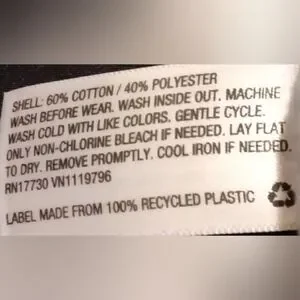 SHELL: 60% COTTON / 40% POLYESTER
WASH BEFORE WEAR. WASH INSIDE OUT. MACHINE
WASH COLD WITH LIKE COLORS. GENTLE CYCLE.
ONLY NON-CHLORINE BLEACH IF NEEDED. LAY FLAT
TO DRY. REMOVE PROMPTLY. COOL IRON IF NEEDED.
RN17730 VN1119796
LABEL MADE FROM 100% RECYCLED PLASTIC